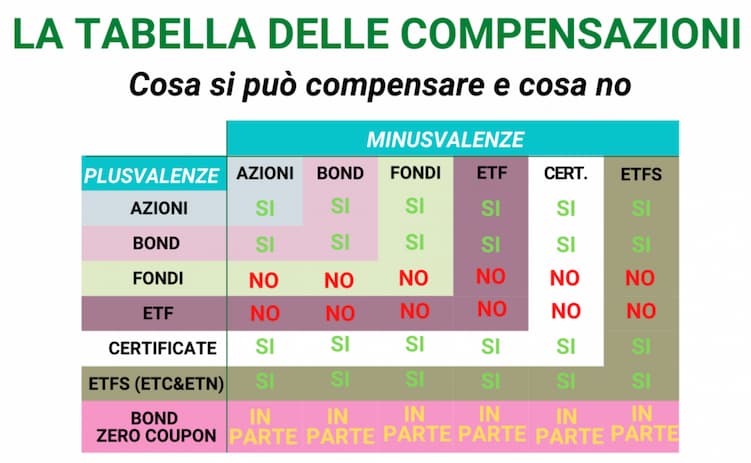 LA TABELLA DELLE COMPENSAZIONI
Cosa si può compensare e cosa no
MINUSVALENZE
PLUSVALENZE AZIONI BOND FONDI ETF CERT. ETFS
AZIONI SI SI SI SI SI SI
BOND SI SI SI SI SI SI
FONDI NO NO NO NO NO NO
ETF NO NO NO NO NO NO
CERTIFICATE SI SI SI SI SI SI
ETFS (ETC&ETN) SI SI SI SI SI SI
BOND IN IN IN IN IN IN
ZERO COUPON PARTE PARTE PARTE PARTE PARTE PARTE